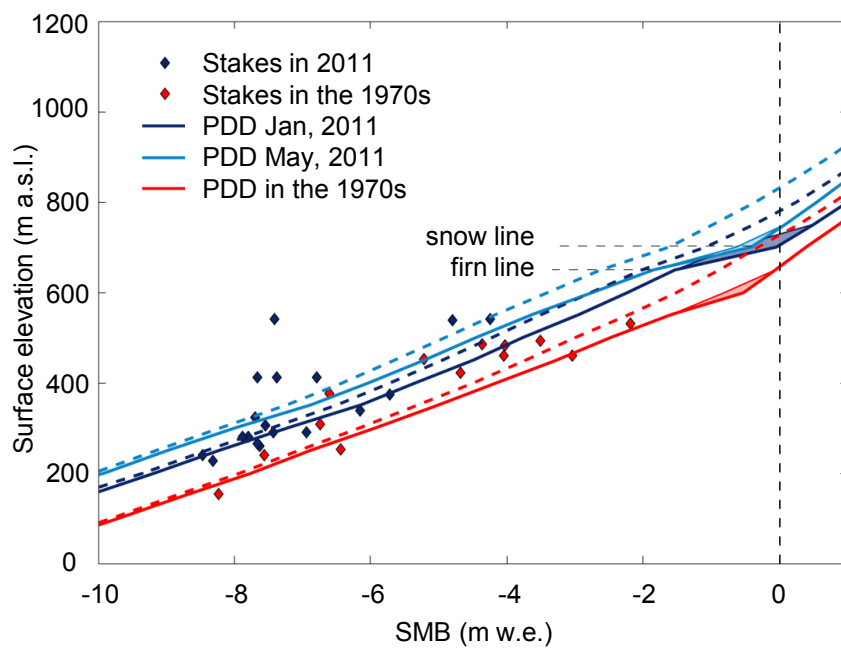 1200
1000
800
600
400
200
0
Surface elevation (m a.s.l.)
Stakes in 2011
Stakes in the 1970s
PDD Jan, 2011
PDD May, 2011
PDD in the 1970s
snow line
firn line
-10 -8 -6 -4 -2 0
SMB (m w.e.)